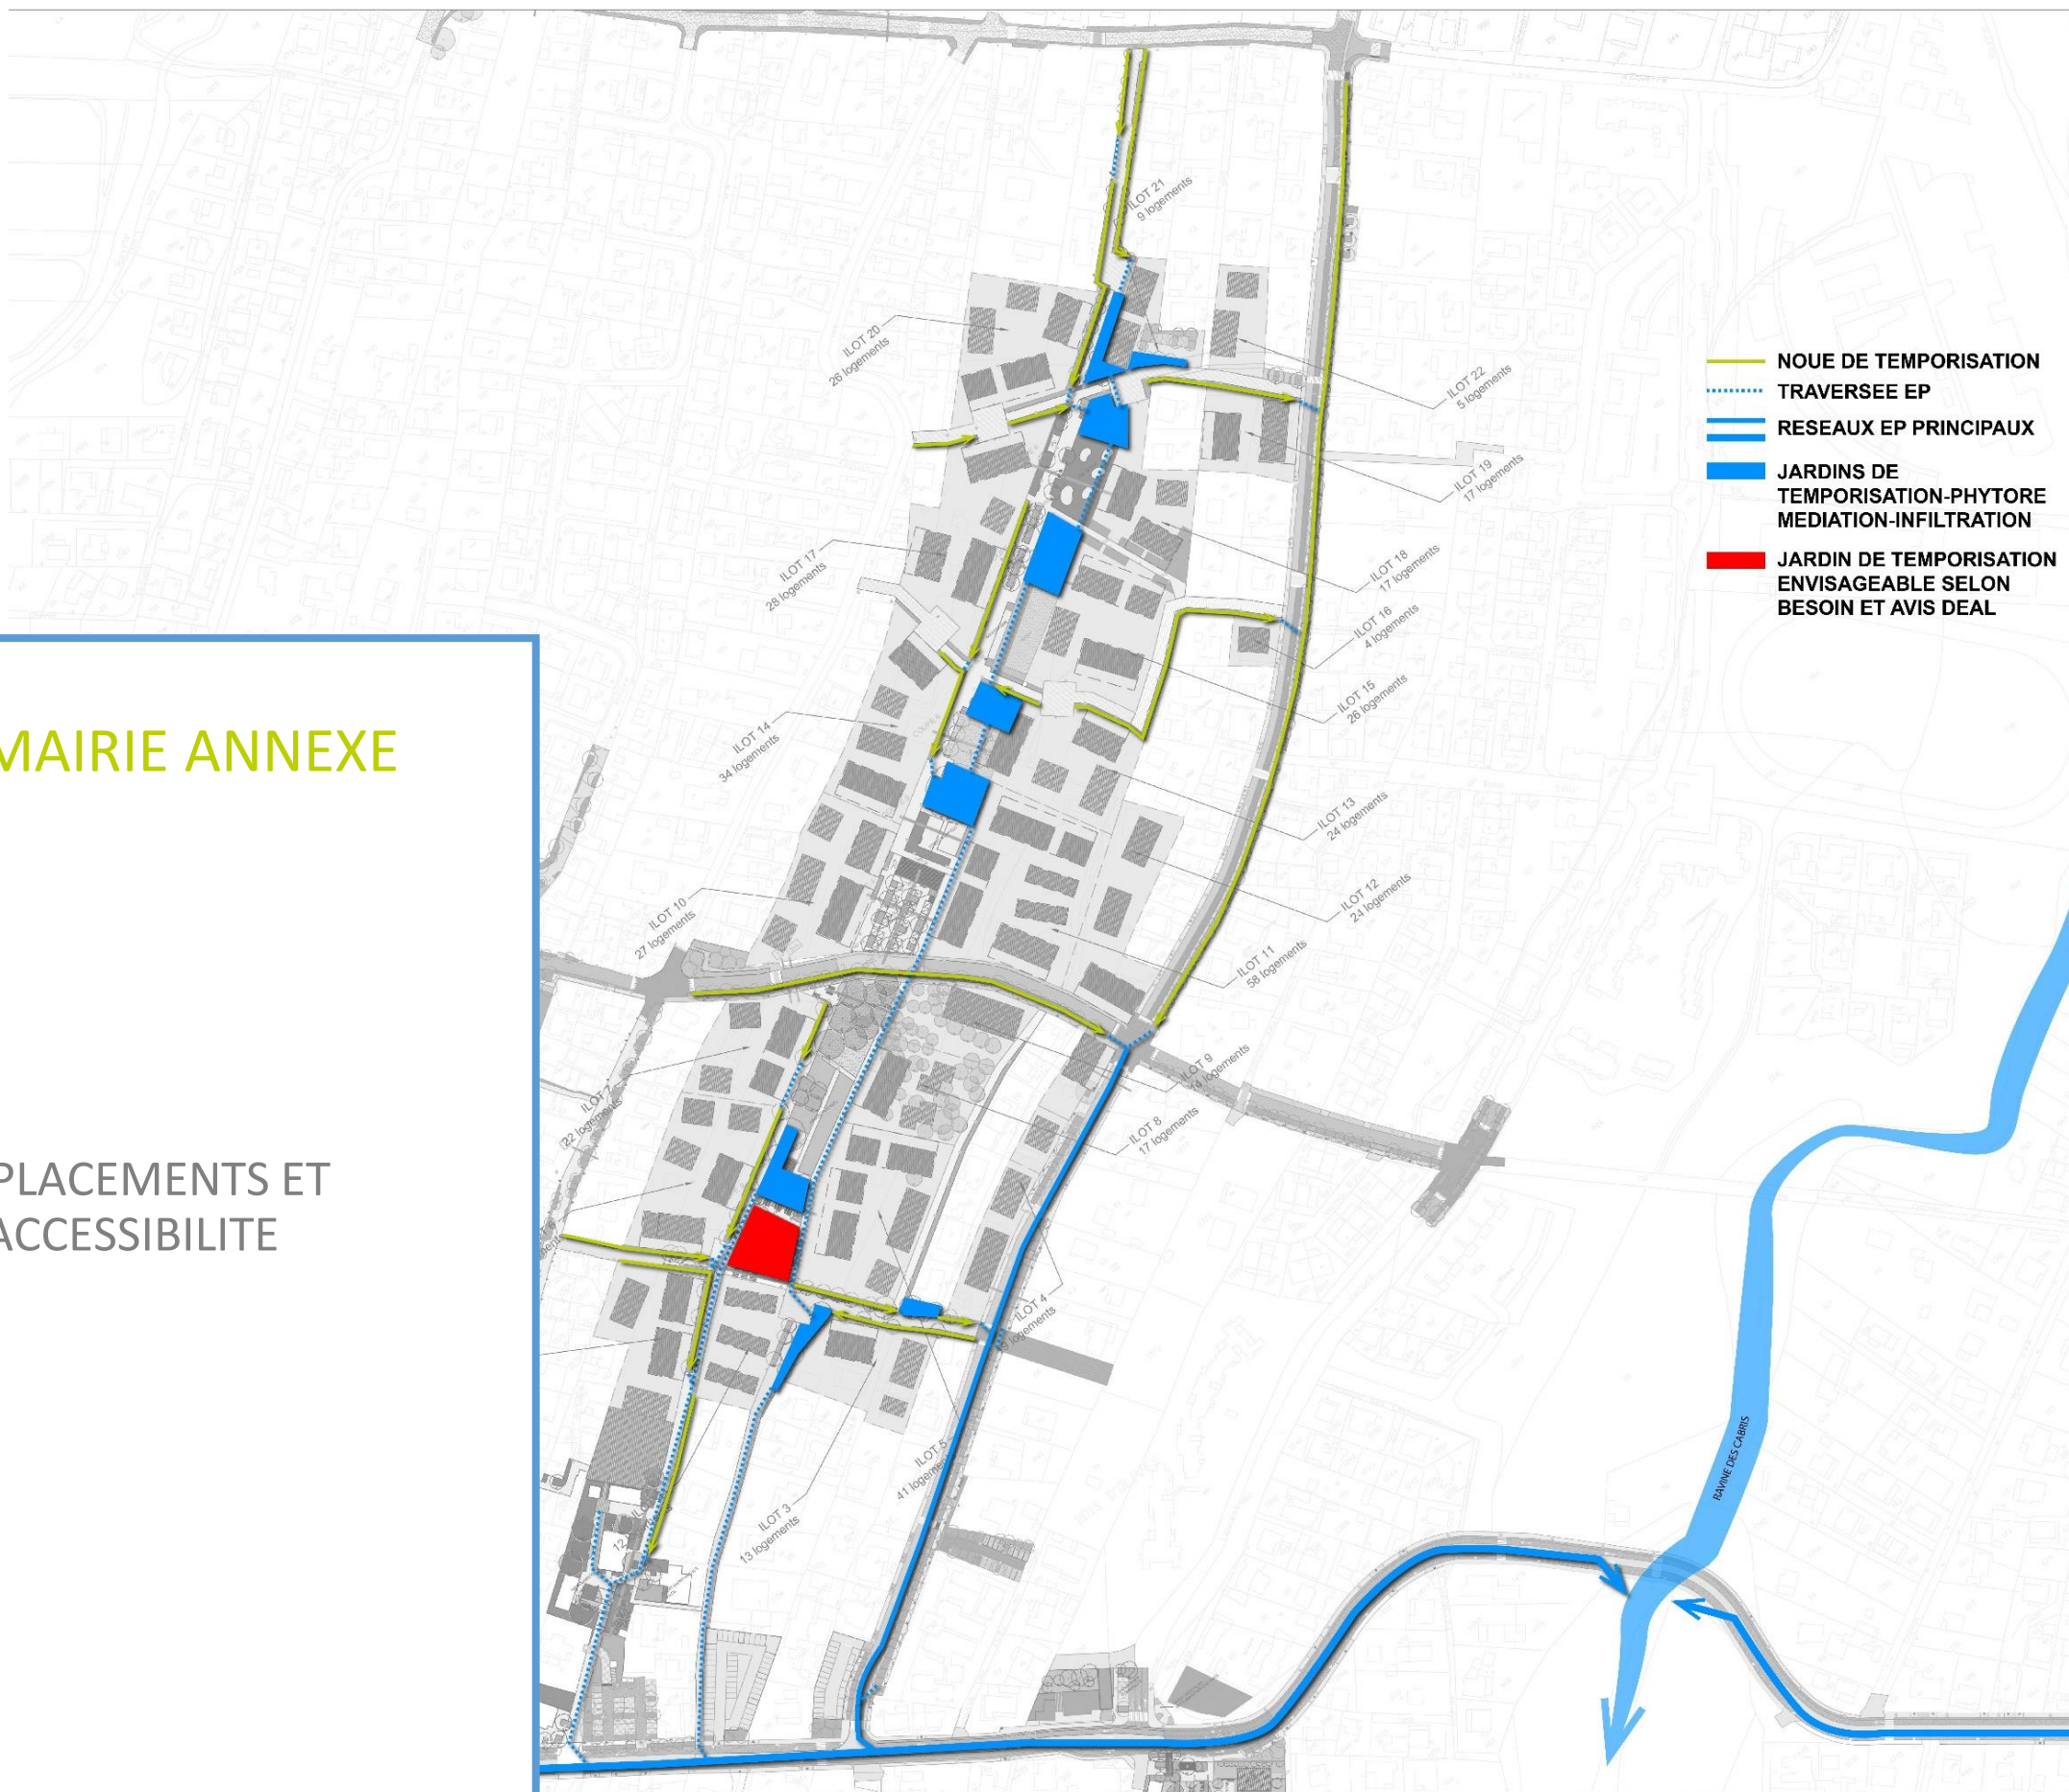 ILOT 21
9 logements
ILOT 20
26 logements
ILOT 22
5 logements
NOUE DE TEMPORISATION
TRAVERSEE EP
RESEAUX EP PRINCIPAUX
JARDINS DE
TEMPORISATION-PHYTORE
MEDIATION-INFILTRATION
JARDIN DE TEMPORISATION
ENVISAGEABLE SELON
BESOIN ET AVIS DEAL
ILOT 19
17 logements
ILOT 17
28 logements
ILOT 18
17 logements
ILOT 16
4 logements
ILOT 15
26 logements
ILOT 14
34 logements
MAIRIE ANNEXE
ILOT 13
24 logements
ILOT 12
24 logements
ILOT 10
27 logements
ILOT 11
58 logements
ILOT 9
14 logements
ILOT 7
22 logements
ILOT 8
17 logements
PLACEMENTS ET
ACCESSIBILITE
ILOT 4
logements
ILOT 5
41 logements
ILOT 3
13 logements
RAVINE DES CABRIS